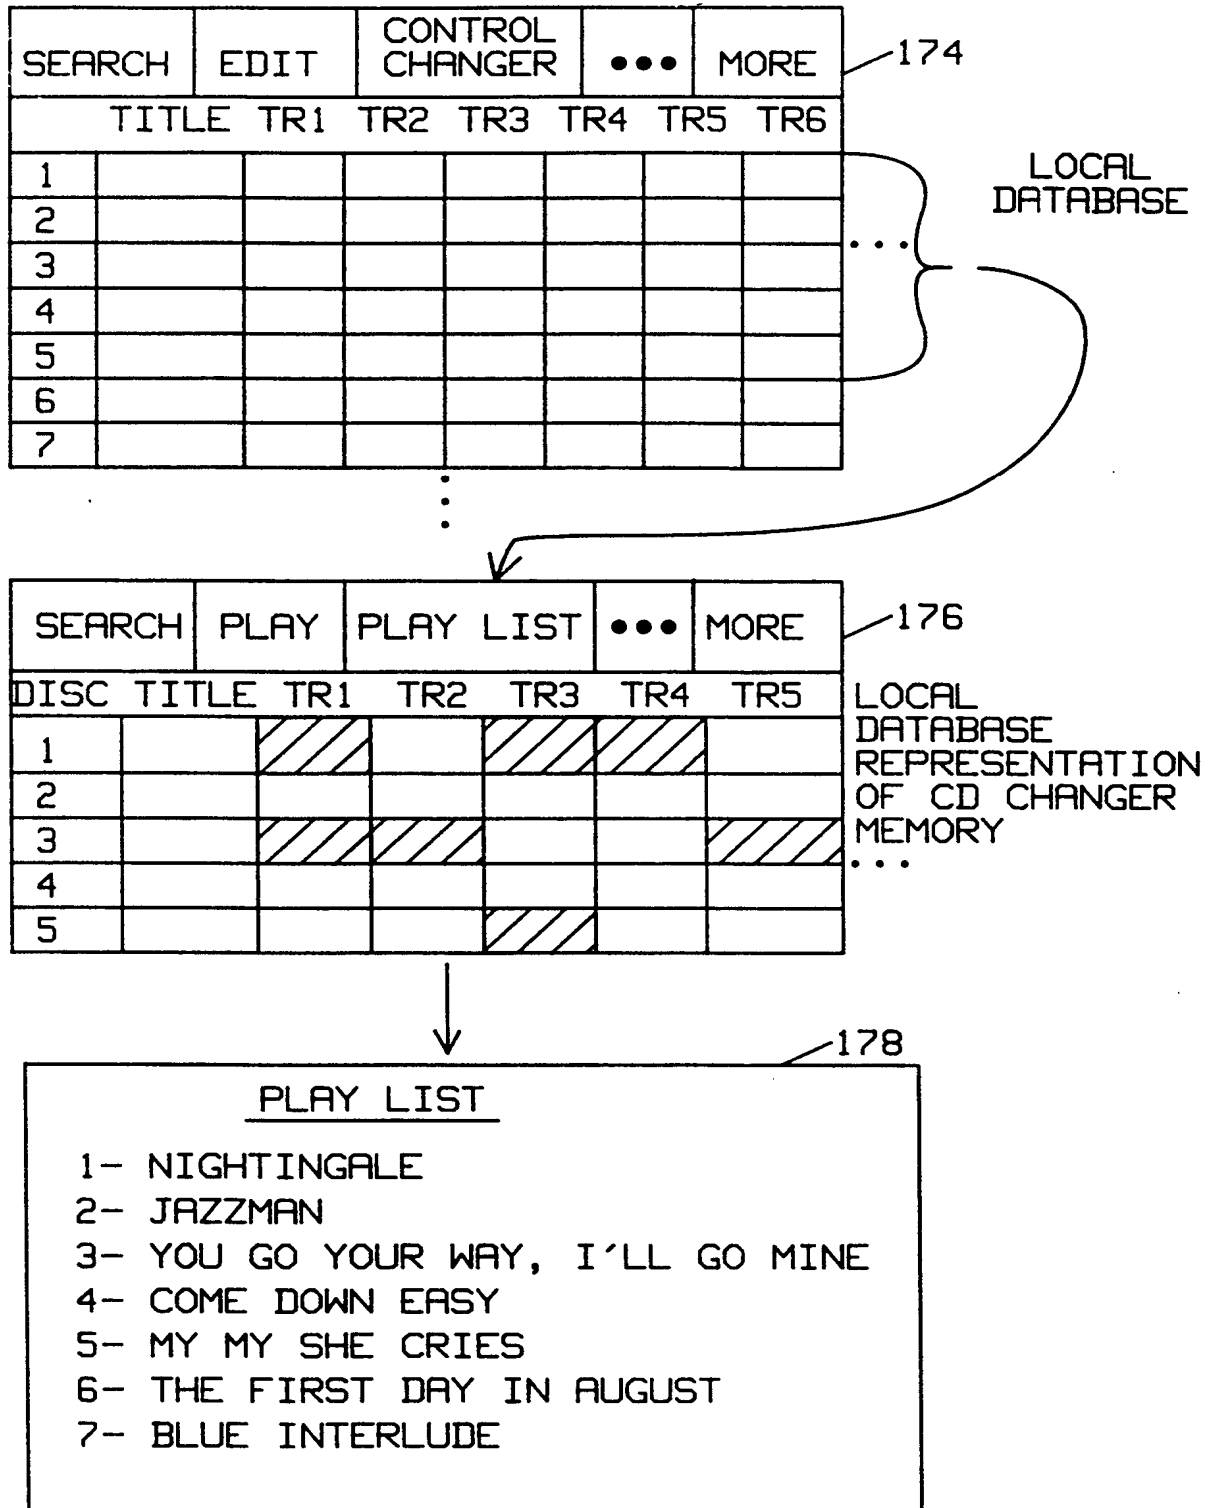 SEARCH EDIT CONTROL CHANGER ••• MORE
174
TITLE TR1 TR2 TR3 TR4 TR5 TR6
1
2
3
4
5
6
7
LOCAL
DATABASE
SEARCH PLAY PLAY LIST ••• MORE
176
DISC TITLE TR1 TR2 TR3 TR4 TR5
1
2
3
4
5
LOCAL
DATABASE
REPRESENTATION
OF CD CHANGER
MEMORY
178
PLAY LIST
1- NIGHTINGALE
2- JAZZMAN
3- YOU GO YOUR WAY, I'LL GO MINE
4- COME DOWN EASY
5- MY MY SHE CRIES
6- THE FIRST DAY IN AUGUST
7- BLUE INTERLUDE